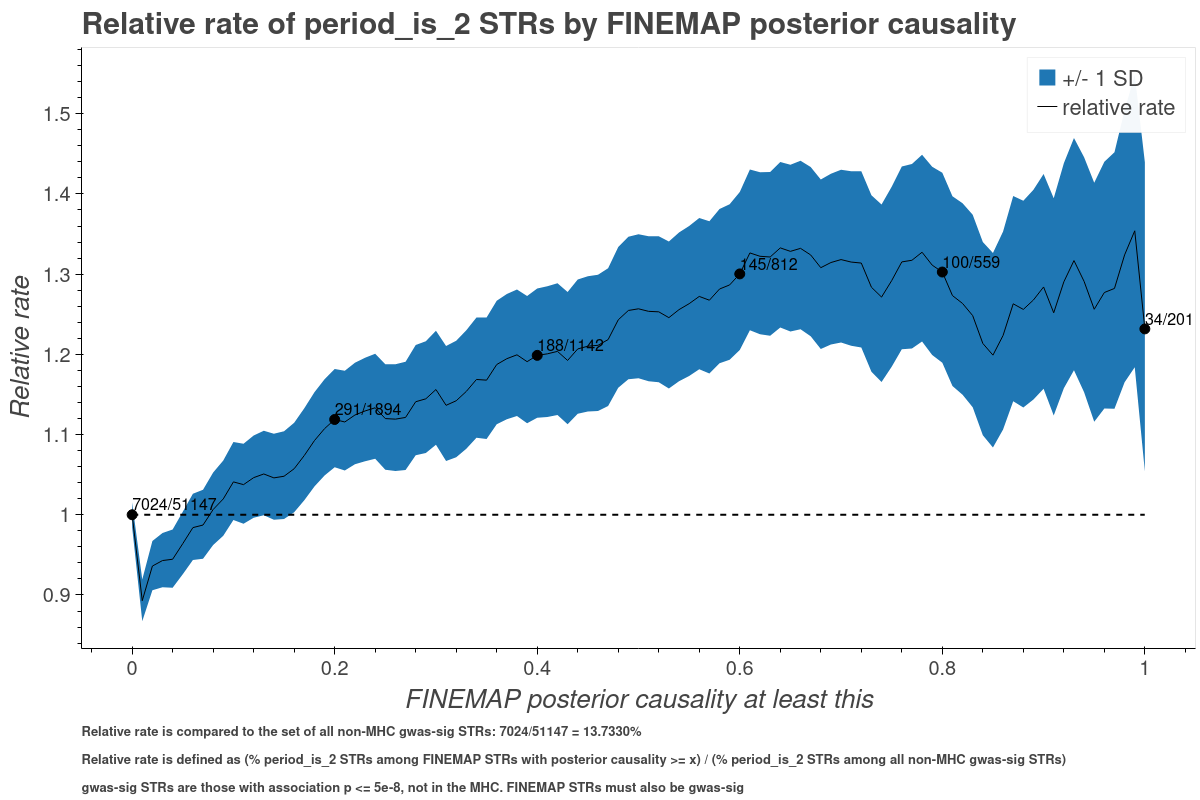 Relative rate of period_is_2 STRs by FINEMAP posterior causality
+/- 1 SD
relative rate
1.5
1.4
1.3
1.2
1.1
1
0.9
Relative rate
7024/51147
291/1894
188/1142
145/812
100/559
34/201
0 0.2 0.4 0.6 0.8 1
FINEMAP posterior causality at least this
Relative rate is compared to the set of all non-MHC gwas-sig STRs: 7024/51147 = 13.7330%
Relative rate is defined as (% period_is_2 STRs among FINEMAP STRs with posterior causality >= x) / (% period_is_2 STRs among all non-MHC gwas-sig STRs)
gwas-sig STRs are those with association p <= 5e-8, not in the MHC. FINEMAP STRs must also be gwas-sig